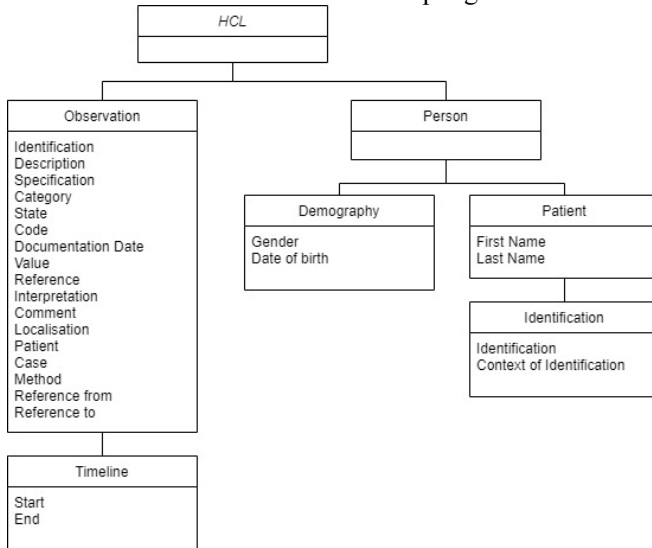 HCL
Observation
Identification
Description
Specification
Category
State
Code
Documentation Date
Value
Reference
Interpretation
Comment
Localisation
Patient
Case
Method
Reference from
Reference to
Timeline
Start
End
Person
Demography
Gender
Date of birth
Patient
First Name
Last Name
Identification
Identification
Context of Identification